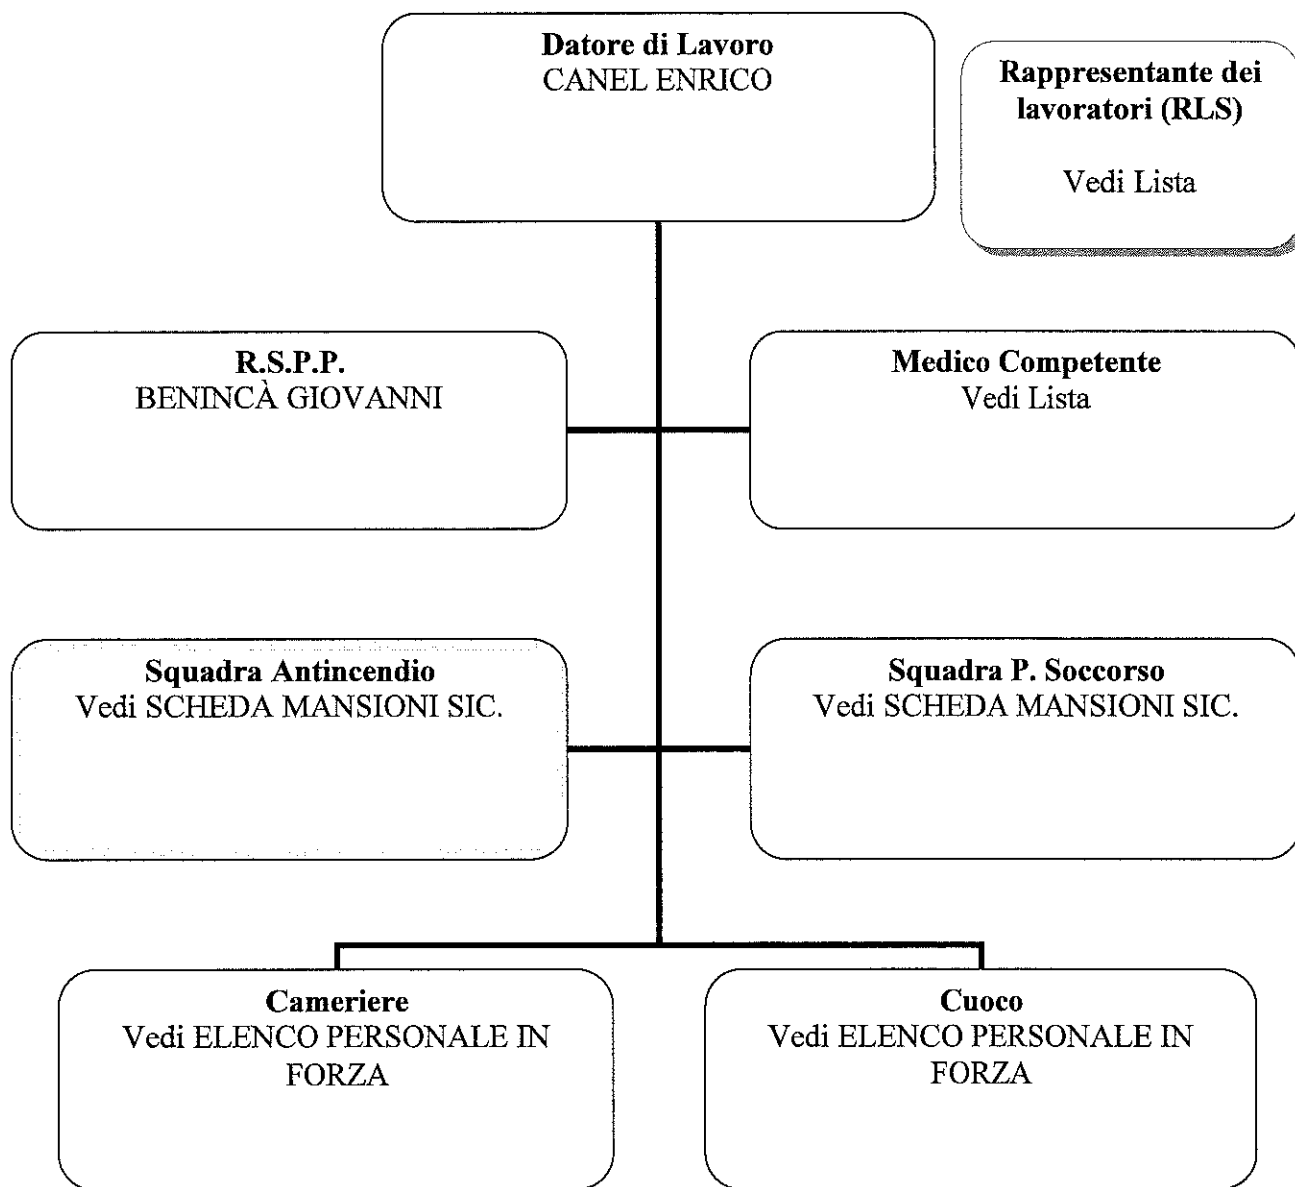 Datore di Lavoro
CANEL ENRICO
Rappresentante dei
lavoratori (RLS)
Vedi Lista
R.S.P.P.
BENINCÀ GIOVANNI
Medico Competente
Vedi Lista
Squadra Antincendio
Vedi SCHEDA MANSIONI SIC.
Squadra P. Soccorso
Vedi SCHEDA MANSIONI SIC.
Cameriere
Vedi ELENCO PERSONALE IN
FORZA
Cuoco
Vedi ELENCO PERSONALE IN
FORZA